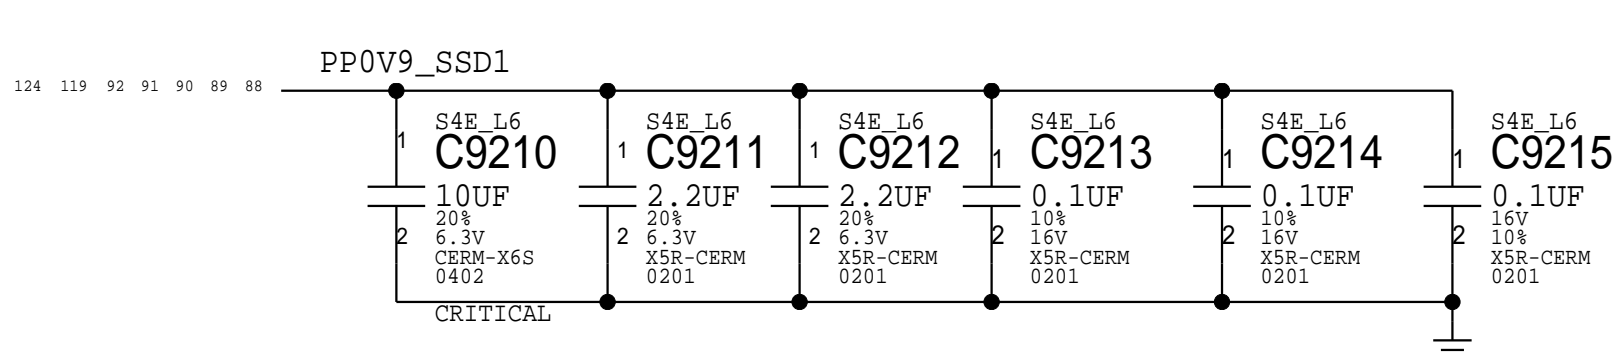 PP0V9_SSD1
124 119 92 91 90 89 88
S4E_L6
C9210
1
10UF
20%
2
6.3V
CERM-X6S
0402
CRITICAL
S4E_L6
C9211
1
2.2UF
20%
2
6.3V
X5R-CERM
0201
S4E_L6
C9212
1
2.2UF
20%
2
6.3V
X5R-CERM
0201
S4E_L6
C9213
1
0.1UF
10%
2
16V
X5R-CERM
0201
S4E_L6
C9214
1
0.1UF
10%
2
16V
X5R-CERM
0201
S4E_L6
C9215
1
0.1UF
16V
2
10%
X5R-CERM
0201